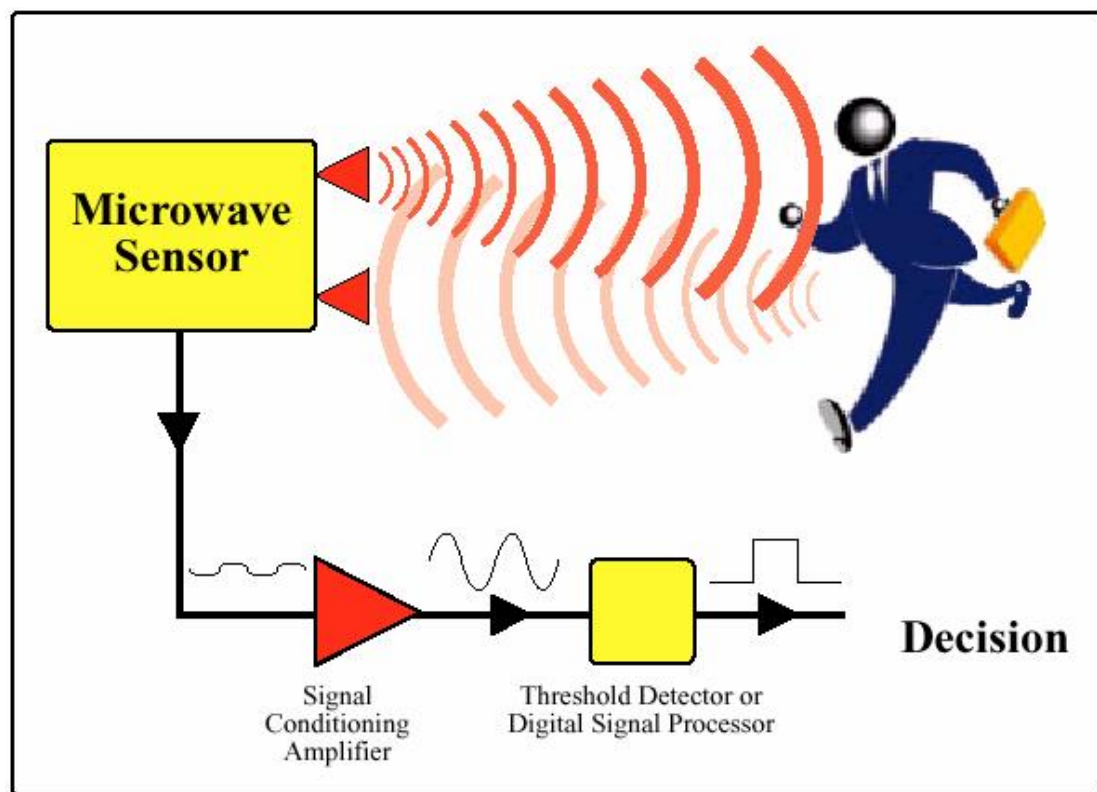 Microwave
Sensor
Decision
Signal
Conditioning
Amplifier
Threshold Detector or
Digital Signal Processor